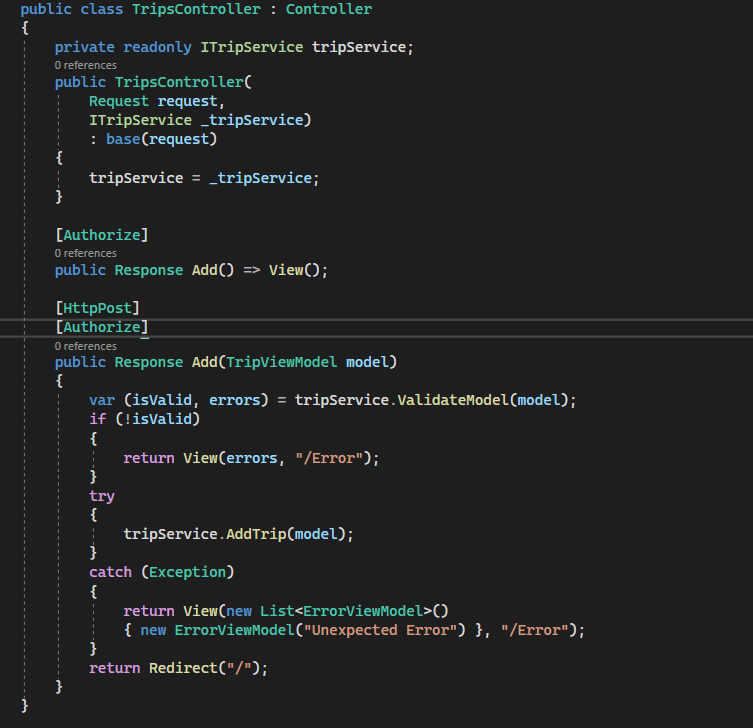 public class TripsController : Controller
{
    private readonly ITripService tripService;
    0 references
    public TripsController(
        Request request,
        ITripService _tripService)
        : base(request)
    {
        tripService = _tripService;
    }

    [Authorize]
    0 references
    public Response Add() => View();

    [HttpPost]
    [Authorize]
    0 references
    public Response Add(TripViewModel model)
    {
        var (isValid, errors) = tripService.ValidateModel(model);
        if (!isValid)
        {
            return View(errors, "/Error");
        }
        try
        {
            tripService.AddTrip(model);
        }
        catch (Exception)
        {
            return View(new List<ErrorViewModel>()
            { new ErrorViewModel("Unexpected Error") }, "/Error");
        }
        return Redirect("/");
    }
}